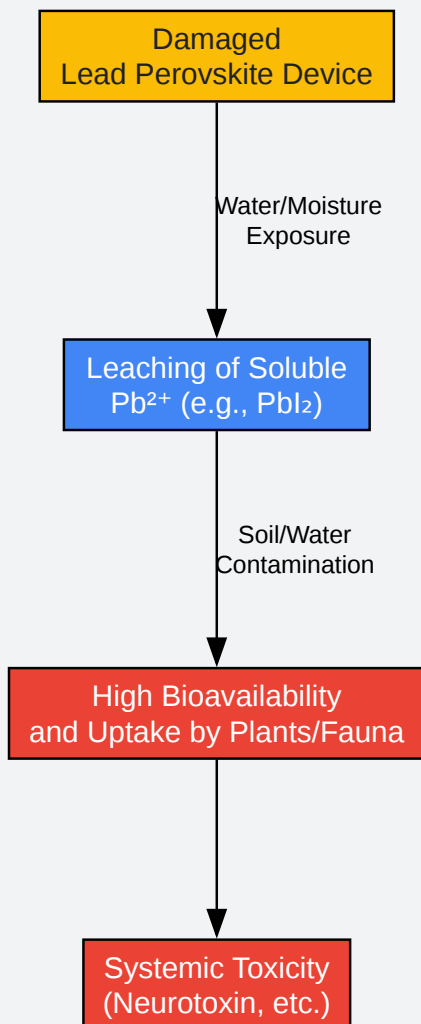 Damaged
Lead Perovskite Device
Water/Moisture
Exposure
Leaching of Soluble
Pb²⁺ (e.g., PbI₂)
Soil/Water
Contamination
High Bioavailability
and Uptake by Plants/Fauna
Systemic Toxicity
(Neurotoxin, etc.)